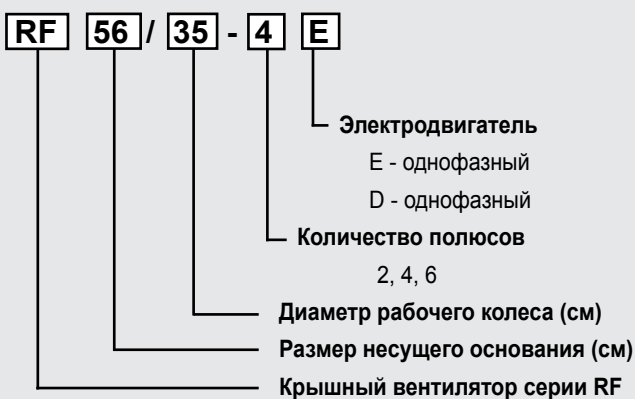 RF 56 / 35 - 4 E
Электродвигатель
E - однофазный
D - однофазный
Количество полюсов
2, 4, 6
Диаметр рабочего колеса (см)
Размер несущего основания (см)
Крышный вентилятор серии RF